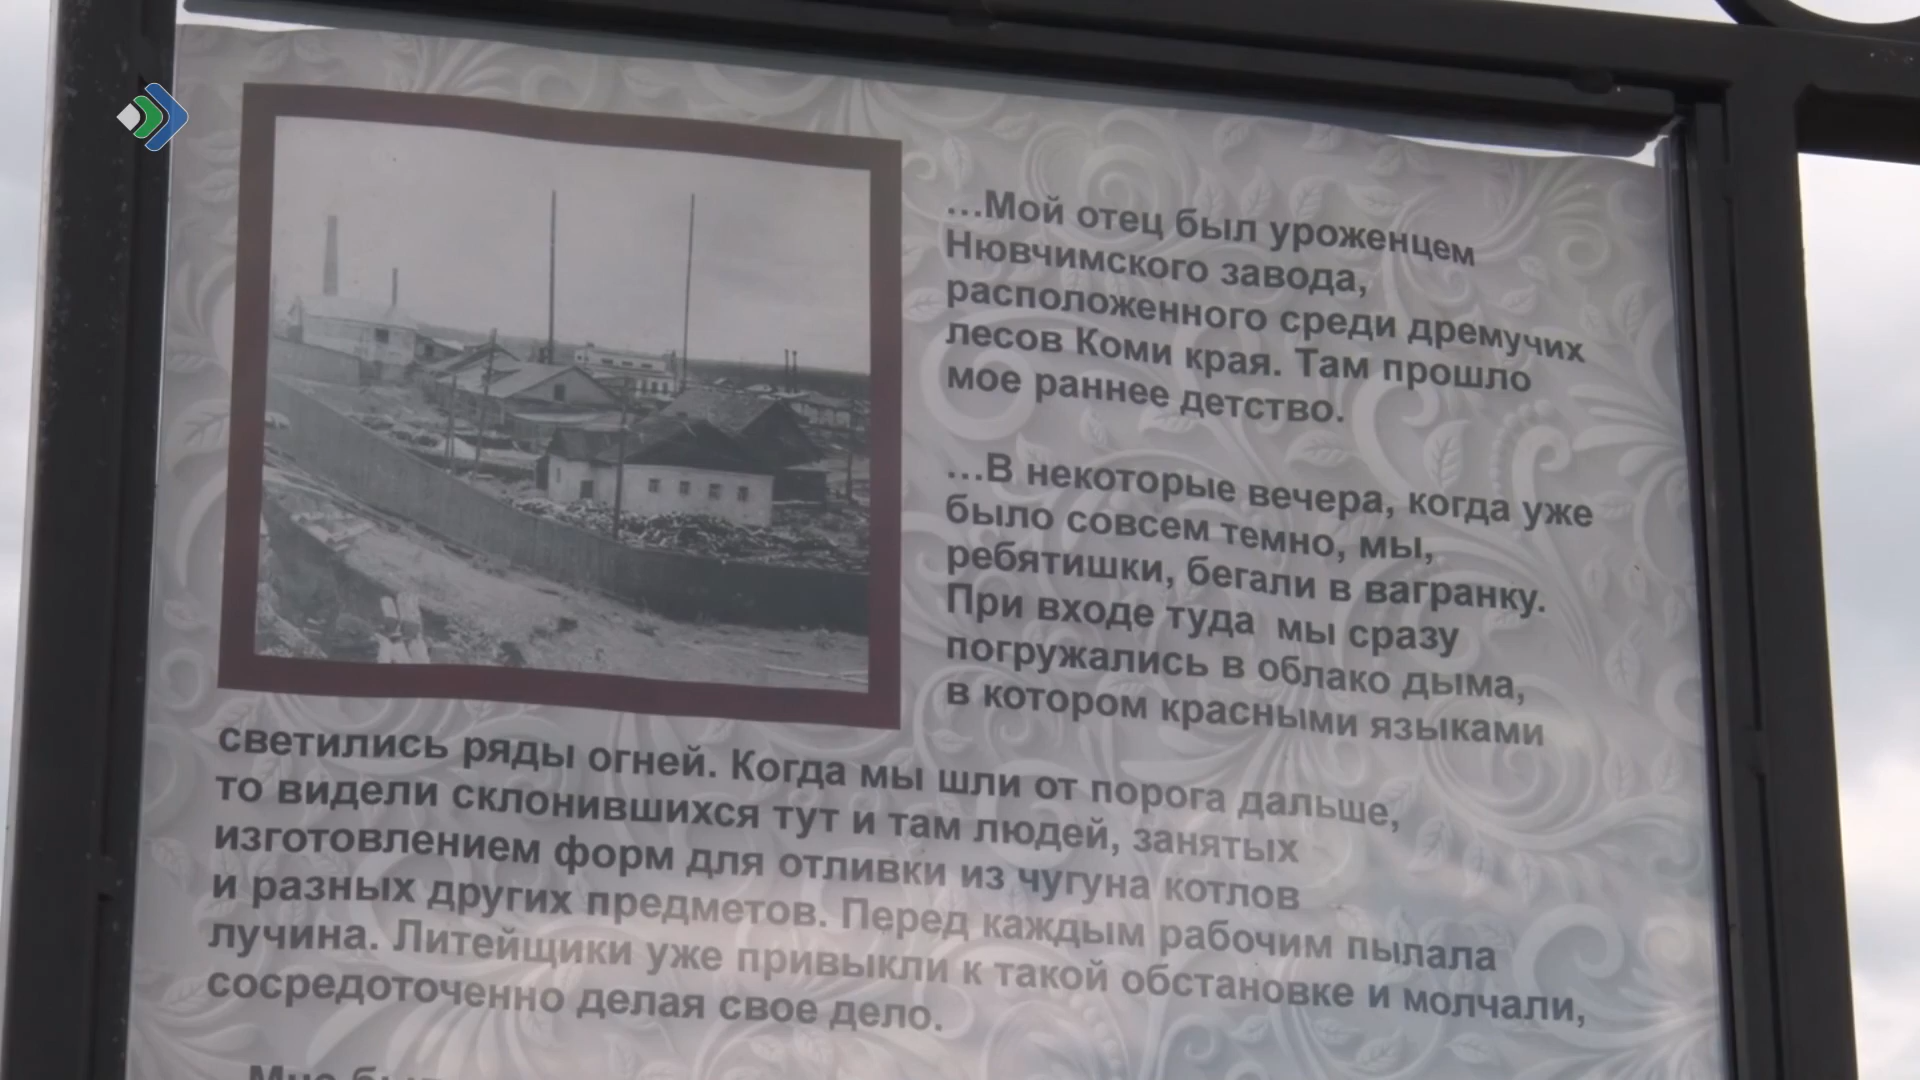 ...Мой отец был уроженцем
Нювчимского завода,
расположенного среди дремучих
лесов Коми края. Там прошло
мое раннее детство.
...В некоторые вечера, когда уже
было совсем темно, мы,
ребятишки, бегали в вагранку.
При входе туда мы сразу
погружались в облако дыма,
в котором красными языками
светились ряды огней. Когда мы шли от порога дальше,
то видели склонившихся тут и там людей, занятых
изготовлением форм для отливки из чугуна котлов
и разных других предметов. Перед каждым рабочим пылала
лучина. Литейщики уже привыкли к такой обстановке и молчали,
сосредоточенно делая свое дело.